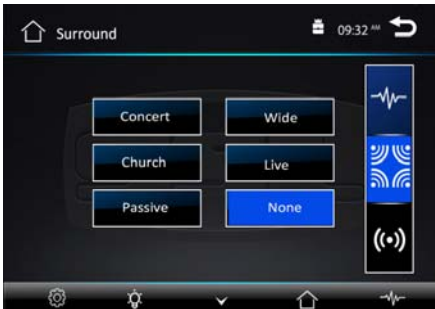 Surround
09:32 AM
Concert
Wide
Church
Live
Passive
None